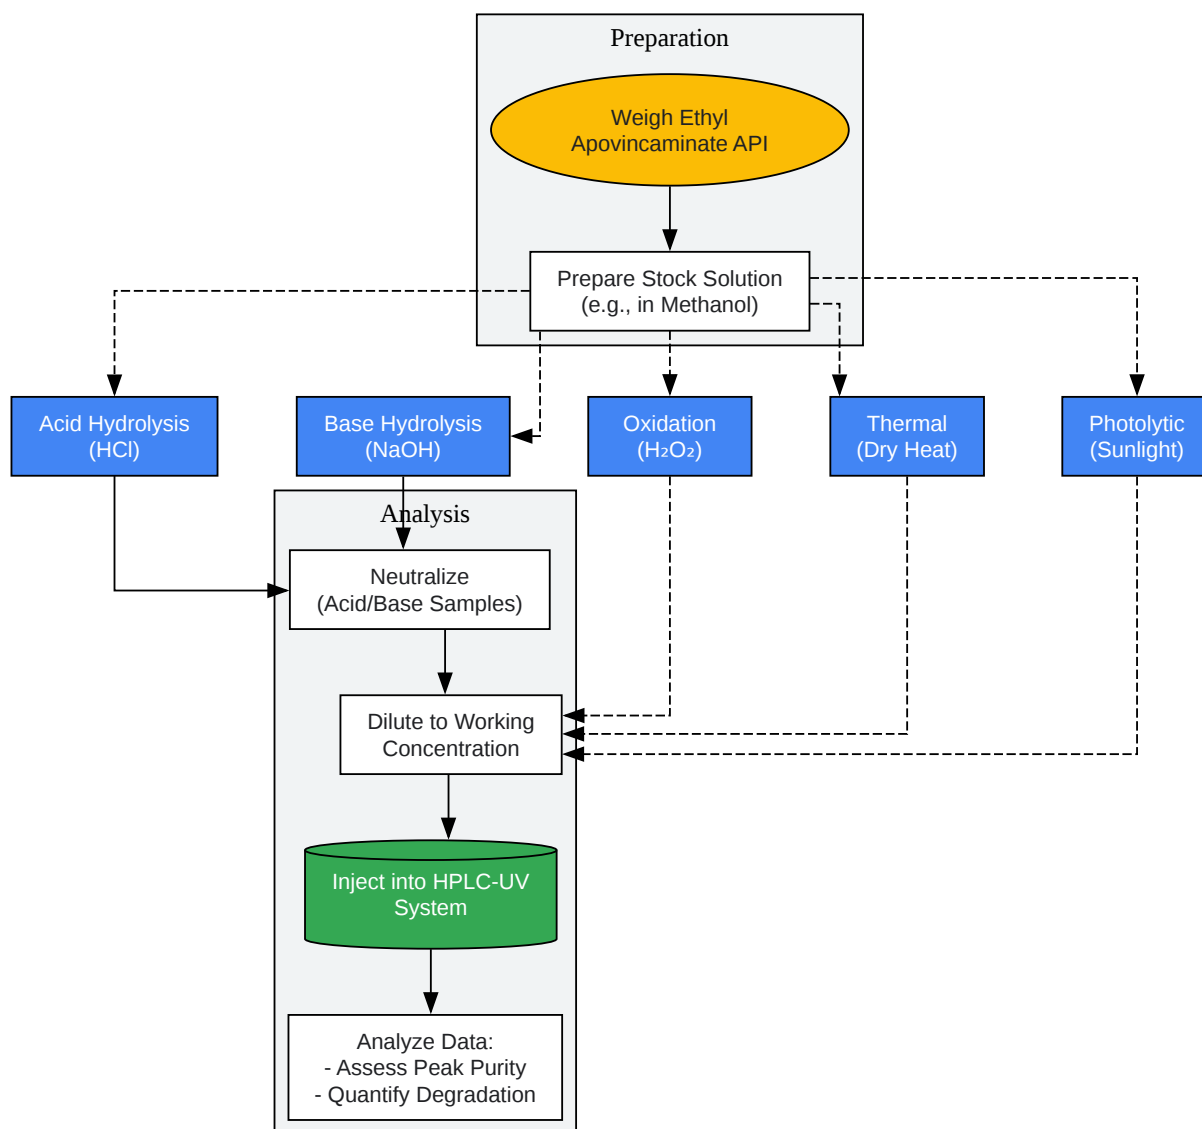 Preparation
Weigh Ethyl
Apovincaminate API
Prepare Stock Solution
(e.g., in Methanol)
Acid Hydrolysis
(HCl)
Base Hydrolysis
(NaOH)
Oxidation
(H₂O₂)
Thermal
(Dry Heat)
Photolytic
(Sunlight)
Analysis
Neutralize
(Acid/Base Samples)
Dilute to Working
Concentration
Inject into HPLC-UV
System
Analyze Data:
- Assess Peak Purity
- Quantify Degradation